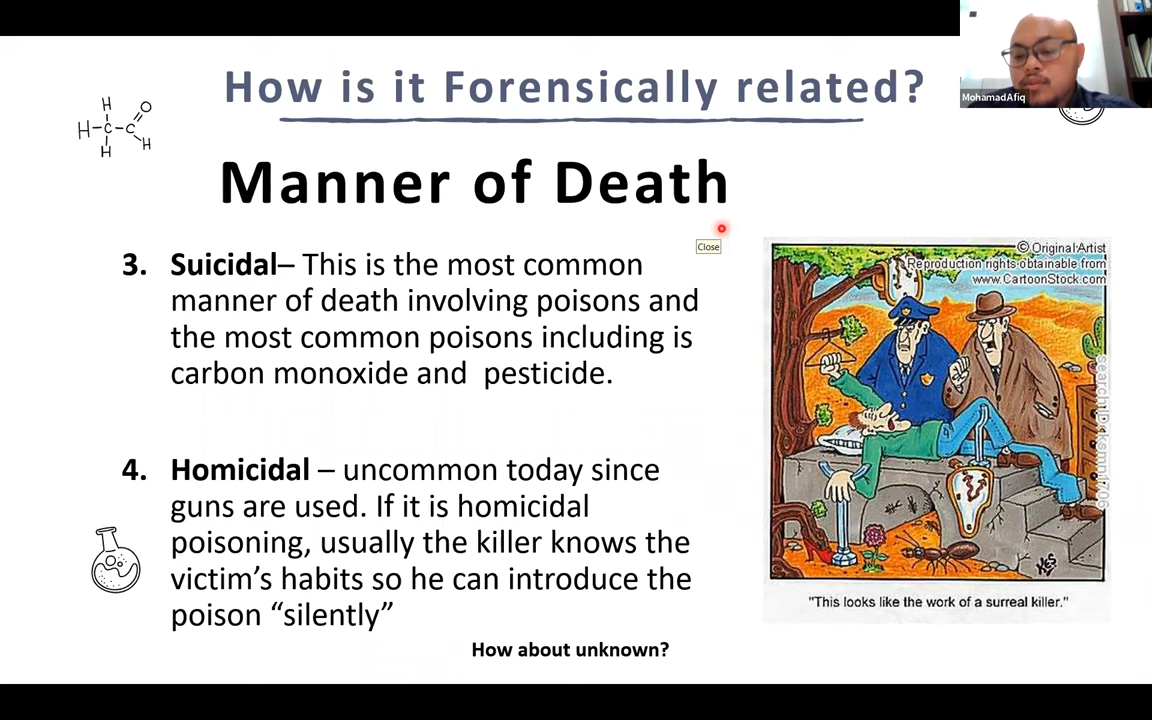 How is it Forensically related?
MohamadAfiq
H
O
H-C-C
H
H
Manner of Death
Close
3. Suicidal– This is the most common
manner of death involving poisons and
the most common poisons including is
carbon monoxide and pesticide.
4. Homicidal – uncommon today since
guns are used. If it is homicidal
poisoning, usually the killer knows the
victim's habits so he can introduce the
poison “silently”
How about unknown?
© Original Artist
Reproduction rights obtainable from
www.CartoonStock.com
"This looks like the work of a surreal killer."